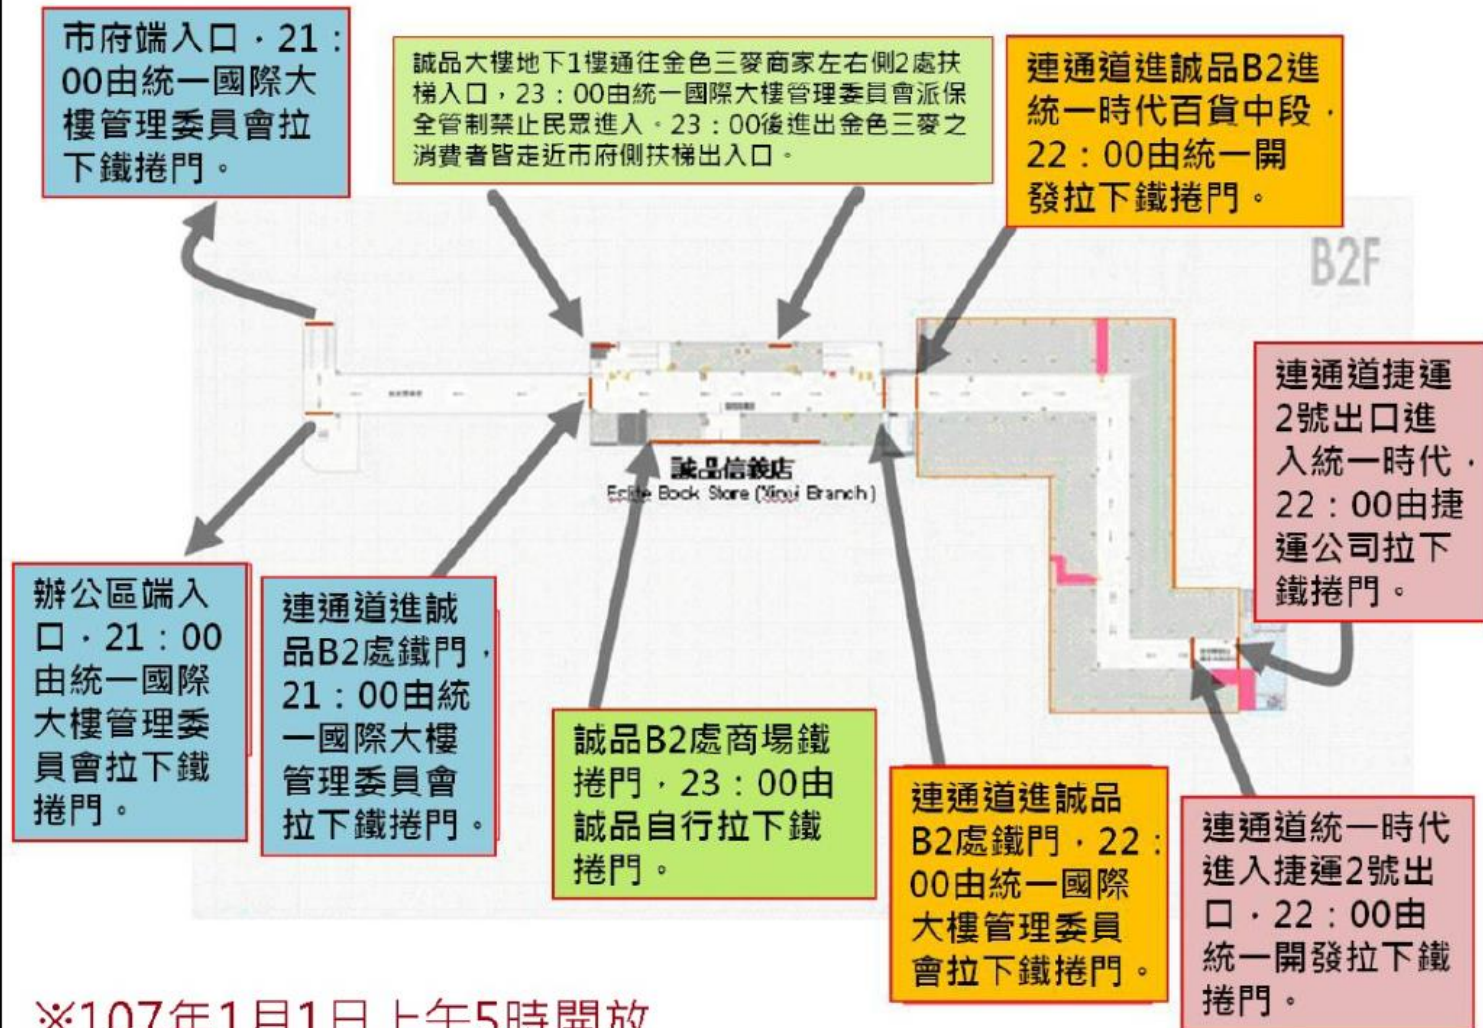 市府端入口，21：
00由統一國際大
樓管理委員會拉
下鐵捲門。
誠品大樓地下1樓通往金色三麥商家左右側2處扶
梯入口，23：00由統一國際大樓管理委員會派保
全管制禁止民眾進入。23：00後進出金色三麥之
消費者皆走近市府側扶梯出入口。
連通道進誠品B2進
統一時代百貨中段，
22：00由統一開
發拉下鐵捲門。
B2F
連通道捷運
2號出口進
入統一時代，
22：00由捷
運公司拉下
鐵捲門。
誠品信義店
Eslite Book Store (Xinyi Branch)
辦公區端入
口，21：00
由統一國際
大樓管理委
員會拉下鐵
捲門。
連通道進誠
品B2處鐵門，
21：00由統
一國際大樓
管理委員會
拉下鐵捲門。
誠品B2處商場鐵
捲門，23：00由
誠品自行拉下鐵
捲門。
連通道進誠品
B2處鐵門，22：
00由統一國際
大樓管理委員
會拉下鐵捲門。
連通道統一時代
進入捷運2號出
口，22：00由
統一開發拉下鐵
捲門。
※107年1月1日上午5時開放